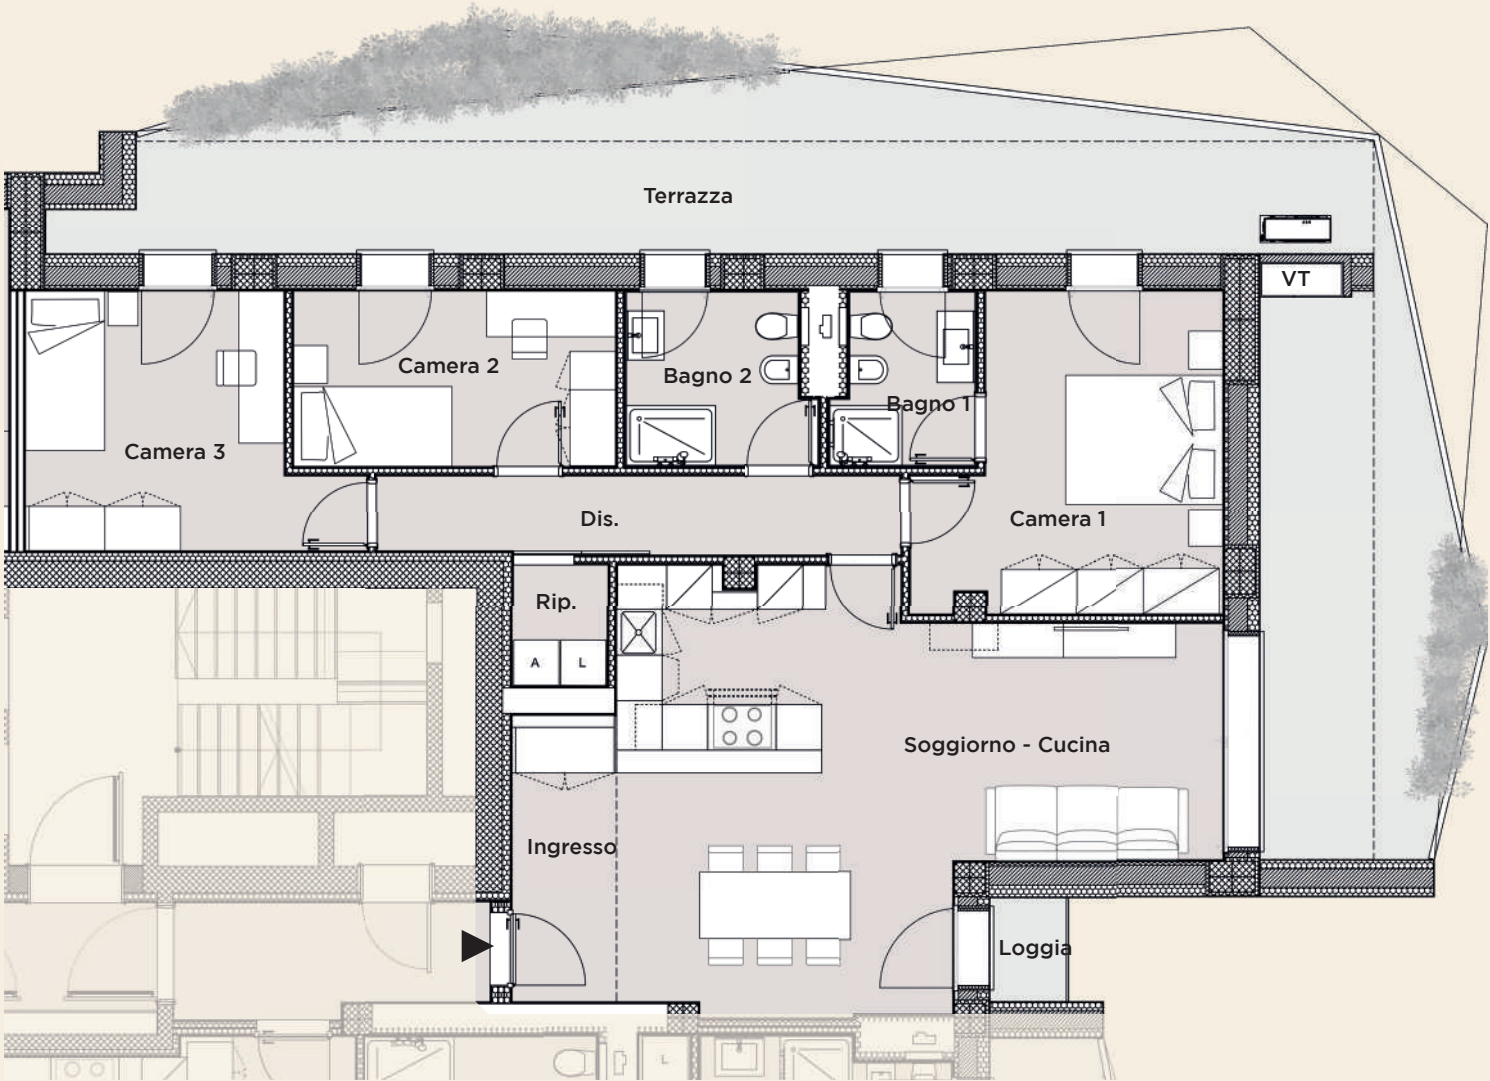 Terrazza
VT
Camera 2
Bagno 2
Bagno 1
Camera 3
Dis.
Camera 1
Rip.
A
L
Soggiorno - Cucina
Ingresso
Loggia
L